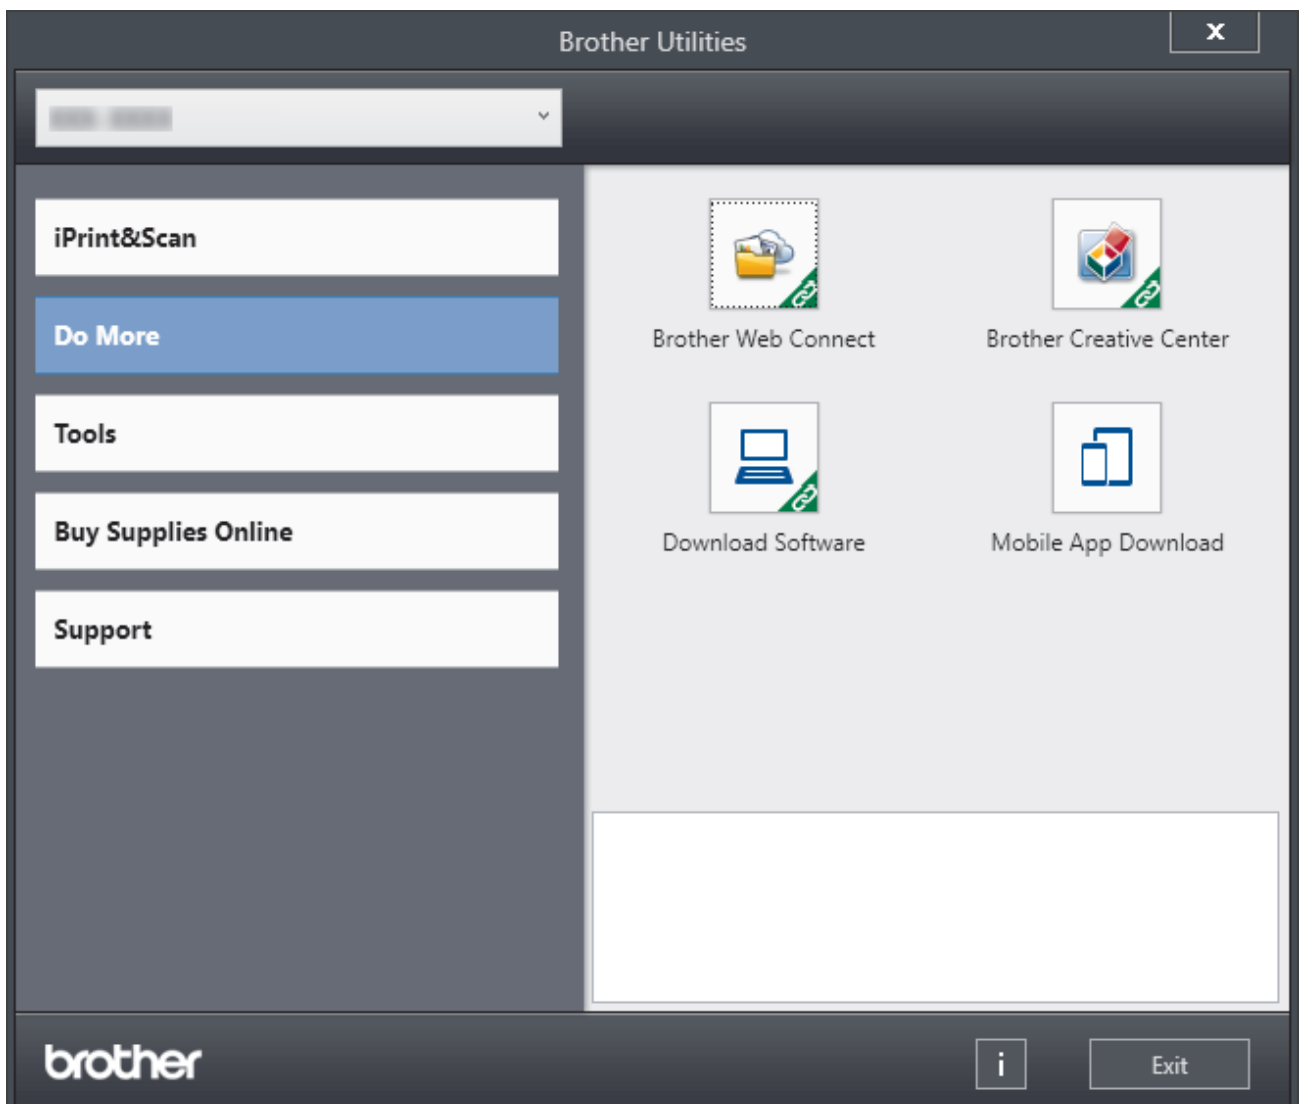 Brother Utilities
X
iPrint&Scan
Do More
Tools
Buy Supplies Online
Support
Brother Web Connect
Brother Creative Center
Download Software
Mobile App Download
brother
i
Exit